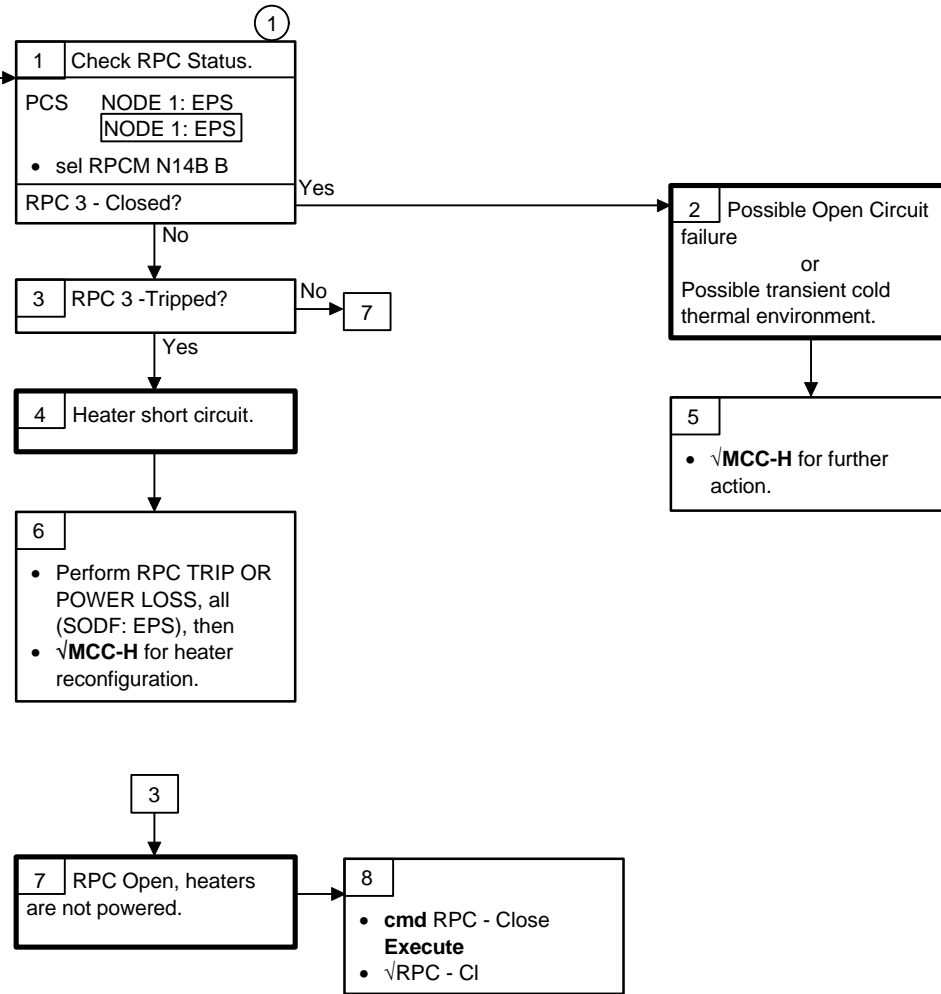 1
1 Check RPC Status.
PCS NODE 1: EPS
NODE 1: EPS
• sel RPCM N14B B
RPC 3 - Closed?
Yes
No
2 Possible Open Circuit
failure
or
Possible transient cold
thermal environment.
3 RPC 3 -Tripped?
No
7
Yes
4 Heater short circuit.
5
• √MCC-H for further
action.
6
• Perform RPC TRIP OR
POWER LOSS, all
(SODF: EPS), then
• √MCC-H for heater
reconfiguration.
3
7 RPC Open, heaters
are not powered.
8
• cmd RPC - Close
Execute
• √RPC - Cl